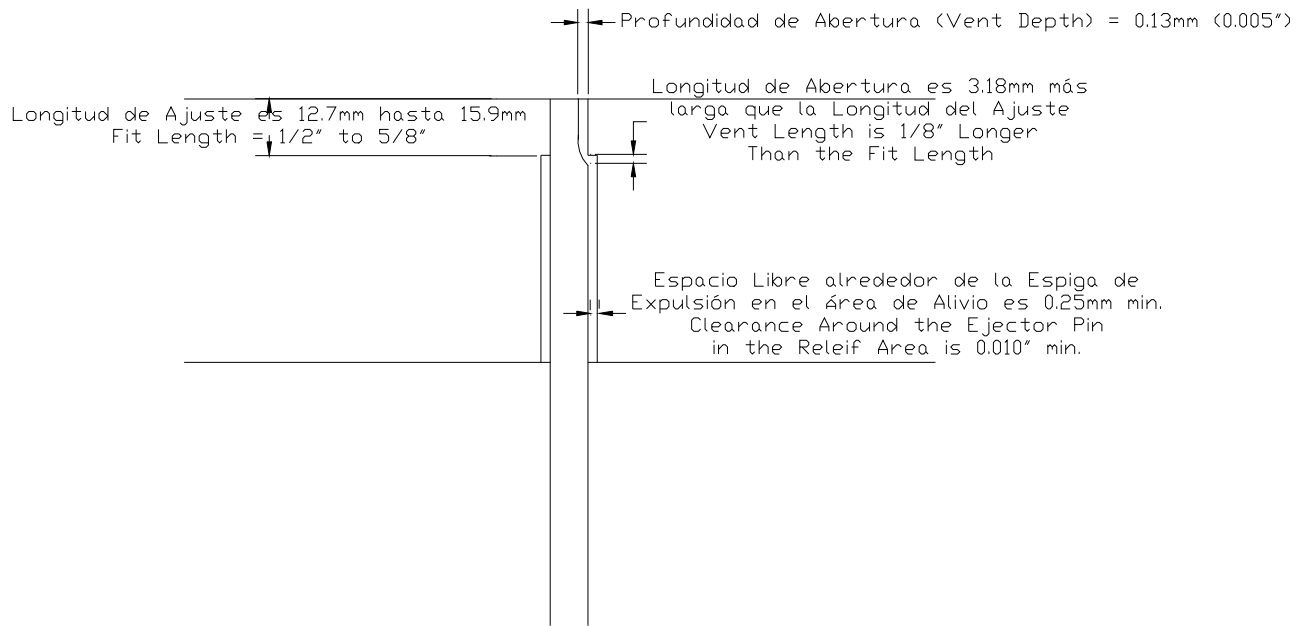 Profundidad de Abertura (Vent Depth) = 0.13mm (0.005″)
Longitud de Ajuste es 12.7mm hasta 15.9mm
Fit Length = 1/2″ to 5/8″
Longitud de Abertura es 3.18mm más
larga que la Longitud del Ajuste
Vent Length is 1/8″ Longer
Than the Fit Length
Espacio Libre alrededor de la Espiga de
Expulsión en el área de Alivio es 0.25mm min.
Clearance Around the Ejector Pin
in the Releif Area is 0.010″ min.